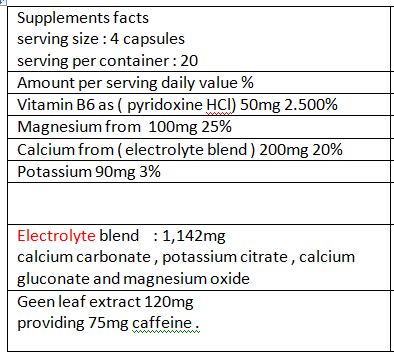 Supplements facts
serving size : 4 capsules
serving per container : 20
Amount per serving daily value %
Vitamin B6 as ( pyridoxine HCl) 50mg 2.500%
Magnesium from  100mg 25%
Calcium from ( electrolyte blend ) 200mg 20%
Potassium 90mg 3%
Electrolyte blend   : 1,142mg
calcium carbonate , potassium citrate , calcium
gluconate and magnesium oxide
Geen leaf extract 120mg
providing 75mg caffeine .